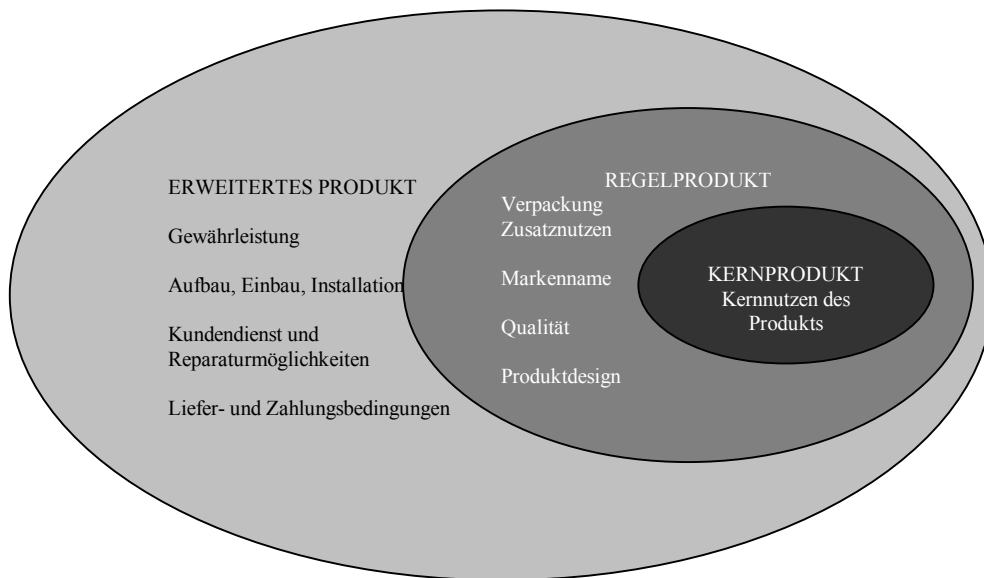 ERWEITERTES PRODUKT
Gewährleistung
Aufbau, Einbau, Installation
Kundendienst und
Reparaturmöglichkeiten
Liefer- und Zahlungsbedingungen
REGELPRODUKT
Verpackung
Zusatznutzen
Markenname
Qualität
Produktdesign
KERNPRODUKT
Kernnutzen des
Produkts